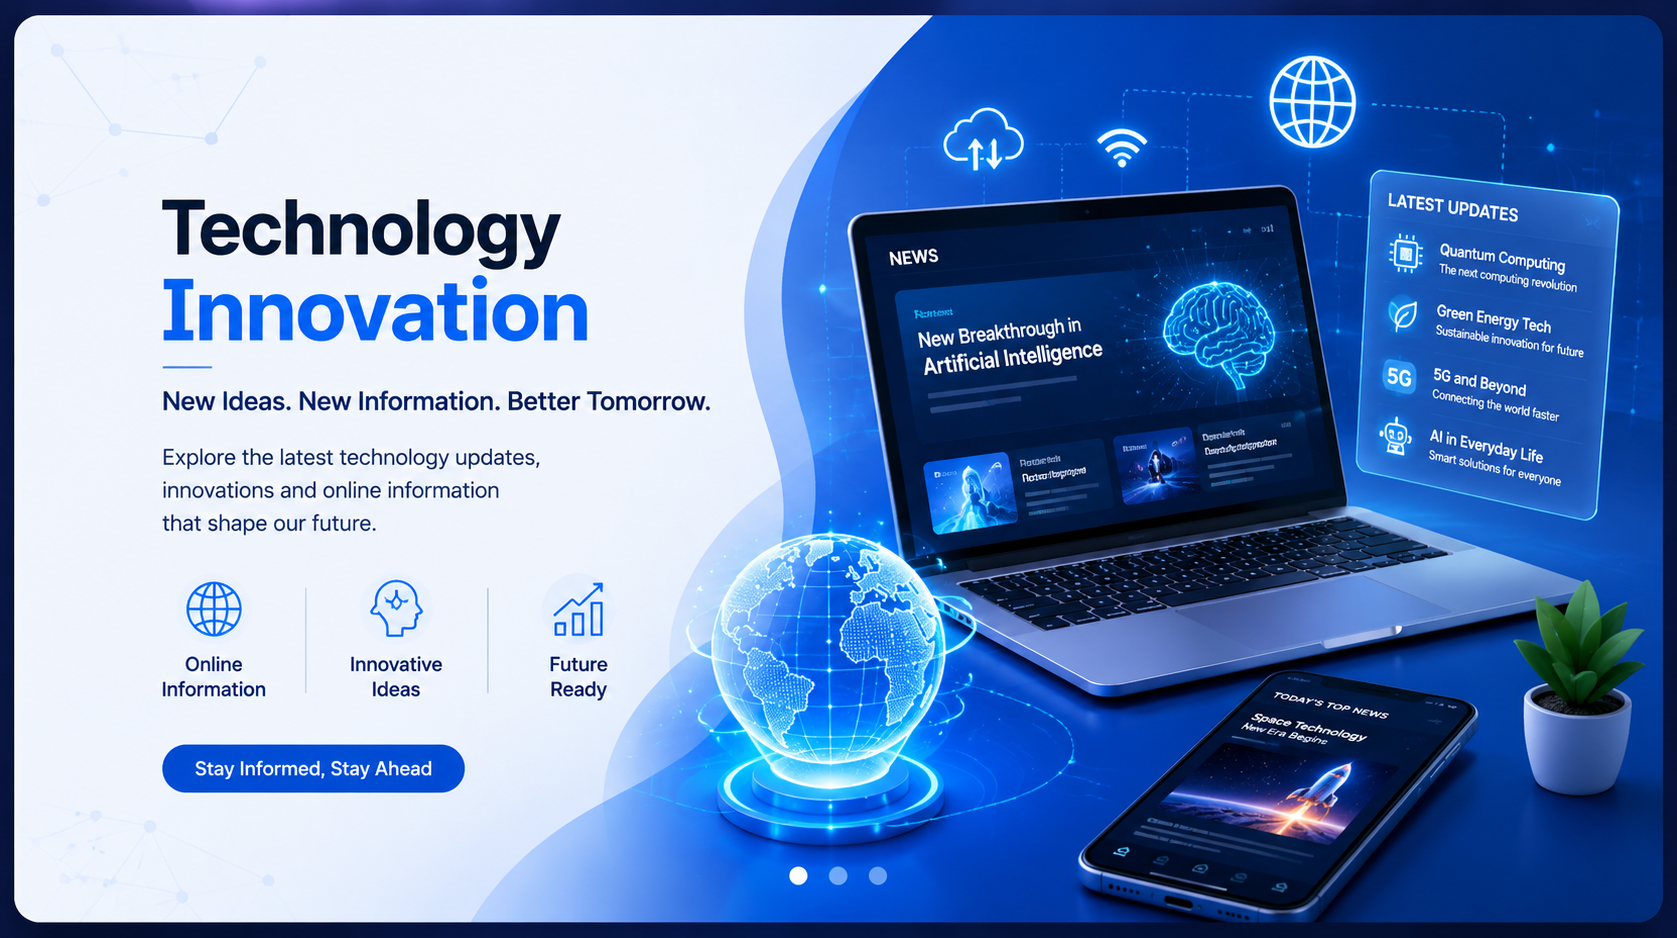 Technology
Innovation
New Ideas. New Information. Better Tomorrow.
Explore the latest technology updates,
innovations and online information
that shape our future.
Online
Information
Innovative
Ideas
Future
Ready
Stay Informed, Stay Ahead
NEWS
New Breakthrough in
Artificial Intelligence
LATEST UPDATES
Quantum Computing
The next computing revolution
Green Energy Tech
Sustainable innovation for future
5G
5G and Beyond
Connecting the world faster
AI in Everyday Life
Smart solutions for everyone
TODAY'S TOP NEWS
Space Technology
New Era Begins